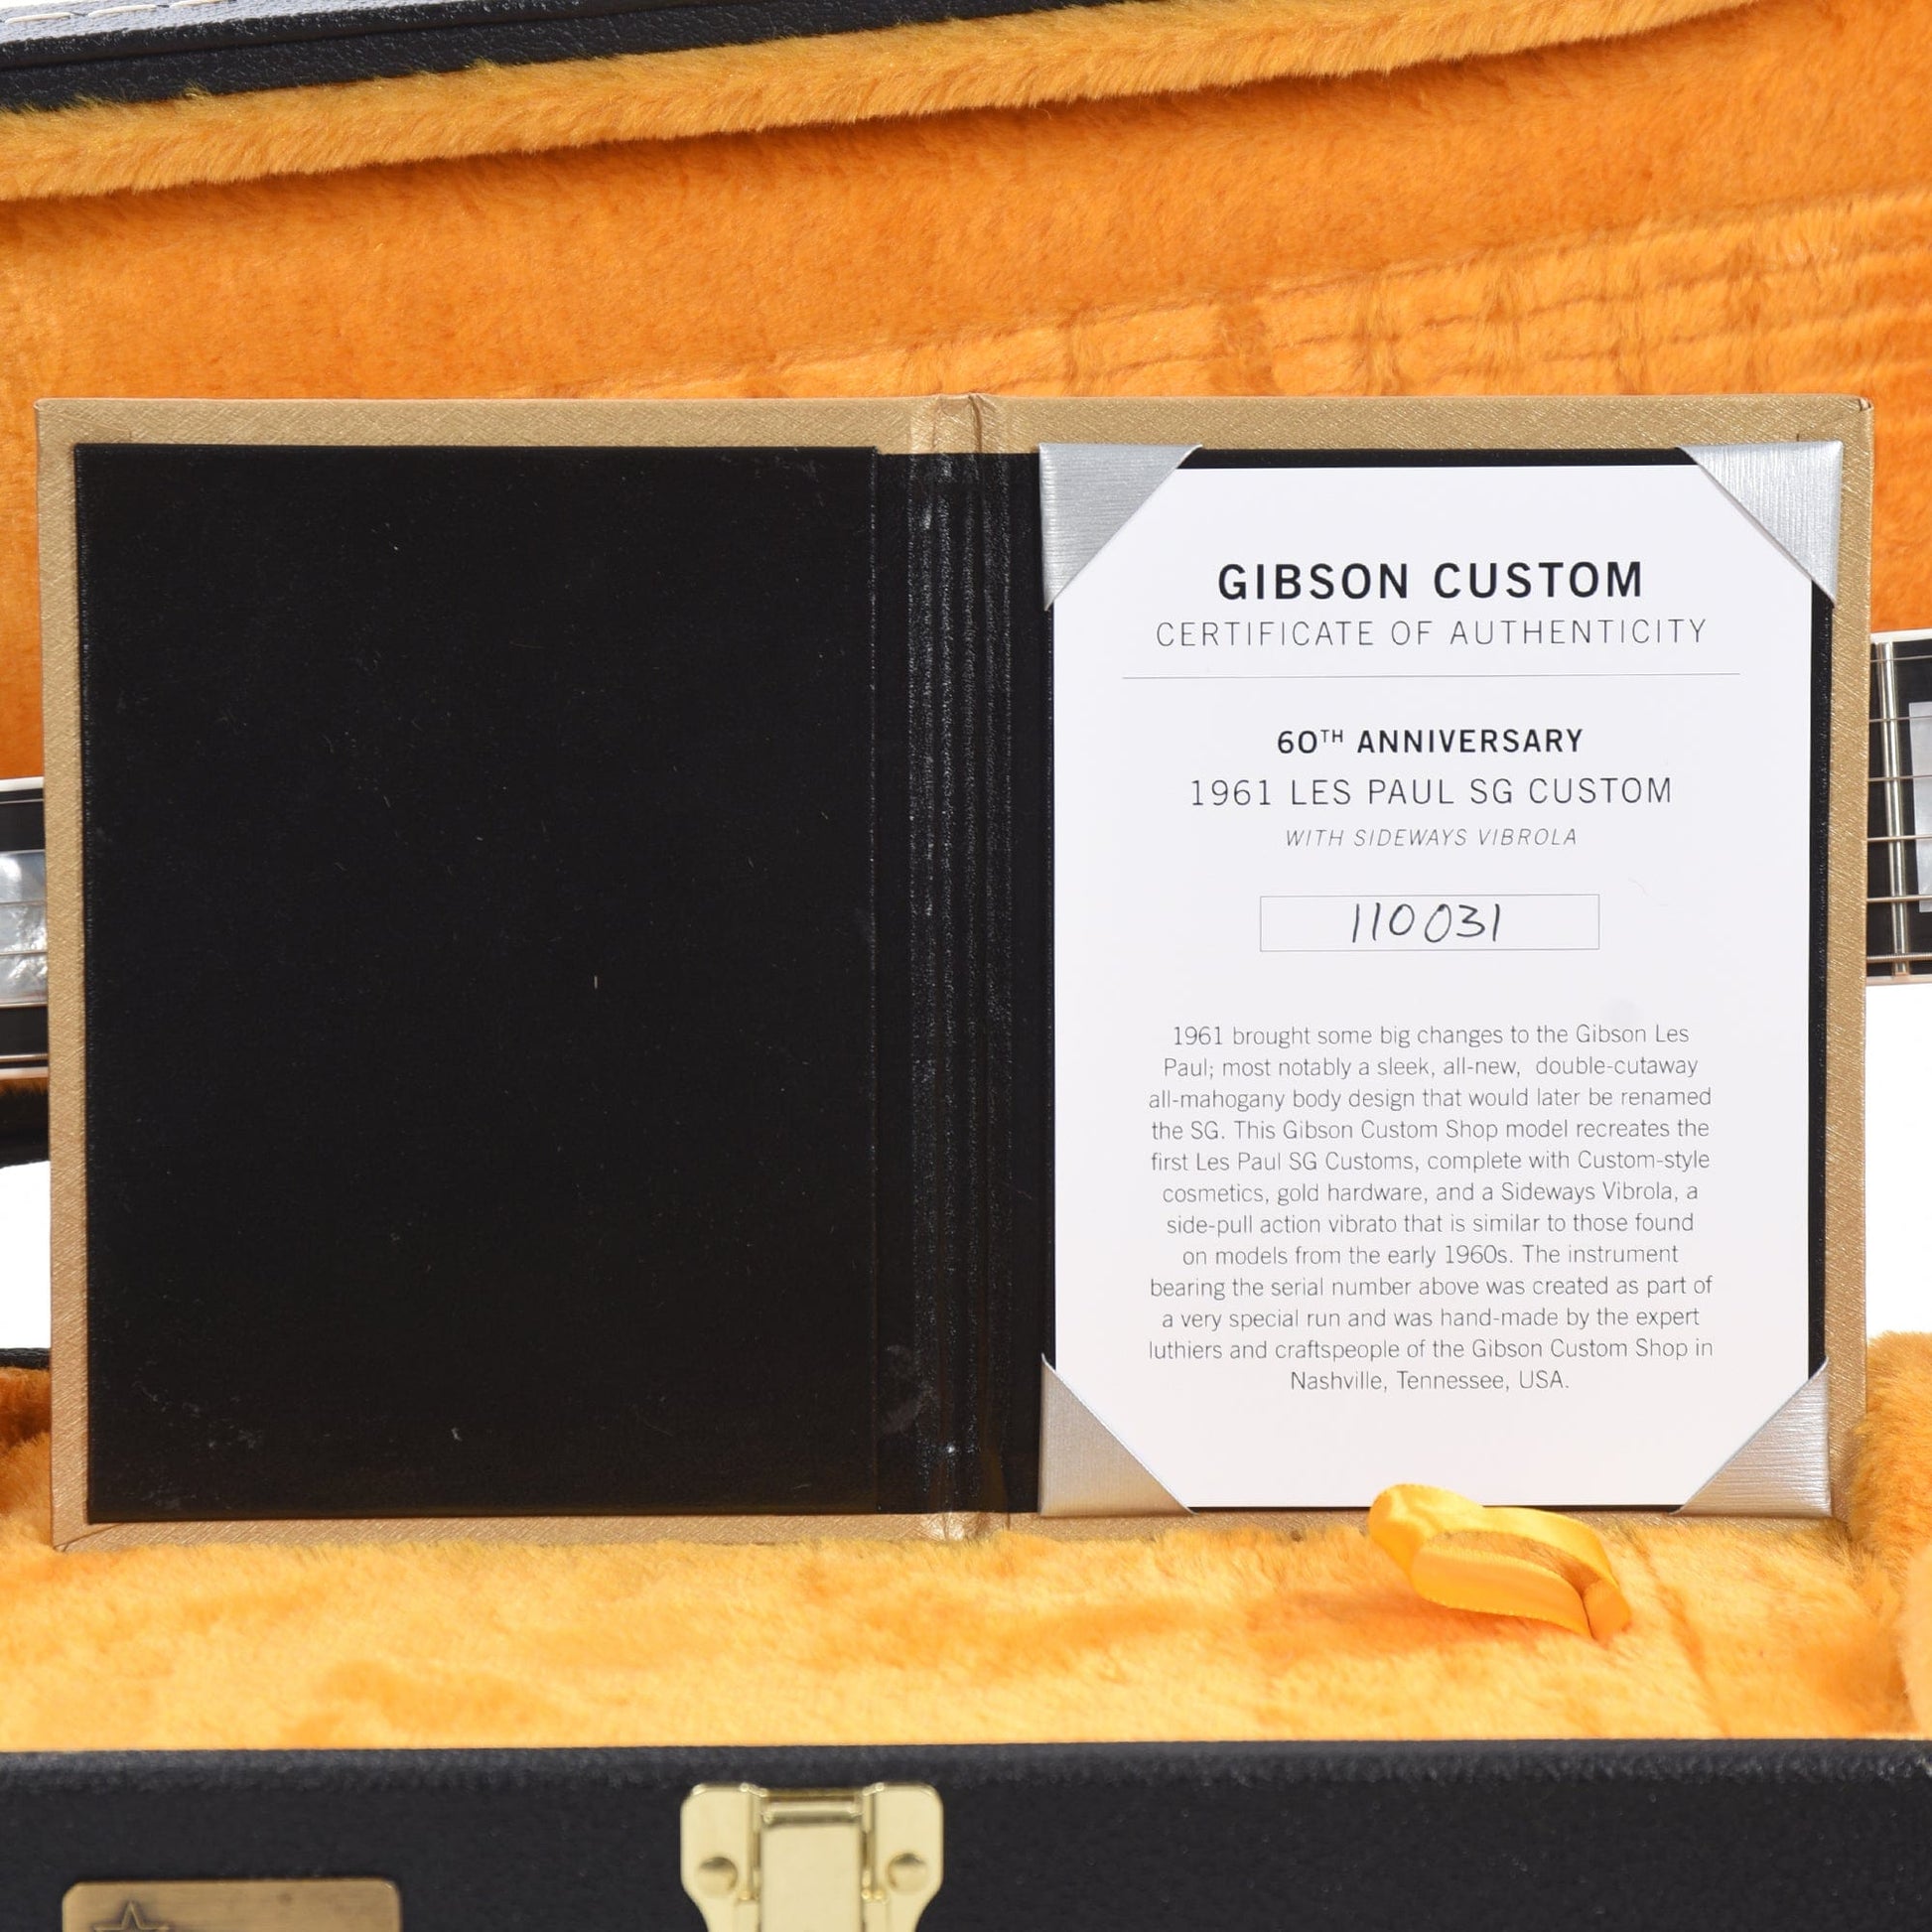 GIBSON CUSTOM
CERTIFICATE OF AUTHENTICITY
60TH ANNIVERSARY
1961 LES PAUL SG CUSTOM
WITH SIDEWAYS VIBROLA
110031
1961 brought some big changes to the Gibson Les
Paul; most notably a sleek, all-new, double-cutaway
all-mahogany body design that would later be renamed
the SG. This Gibson Custom Shop model recreates the
first Les Paul SG Customs, complete with Custom-style
cosmetics, gold hardware, and a Sideways Vibrola, a
side-pull action vibrato that is similar to those found
on models from the early 1960s. The instrument
bearing the serial number above was created as part of
a very special run and was hand-made by the expert
luthiers and craftspeople of the Gibson Custom Shop in
Nashville, Tennessee, USA.